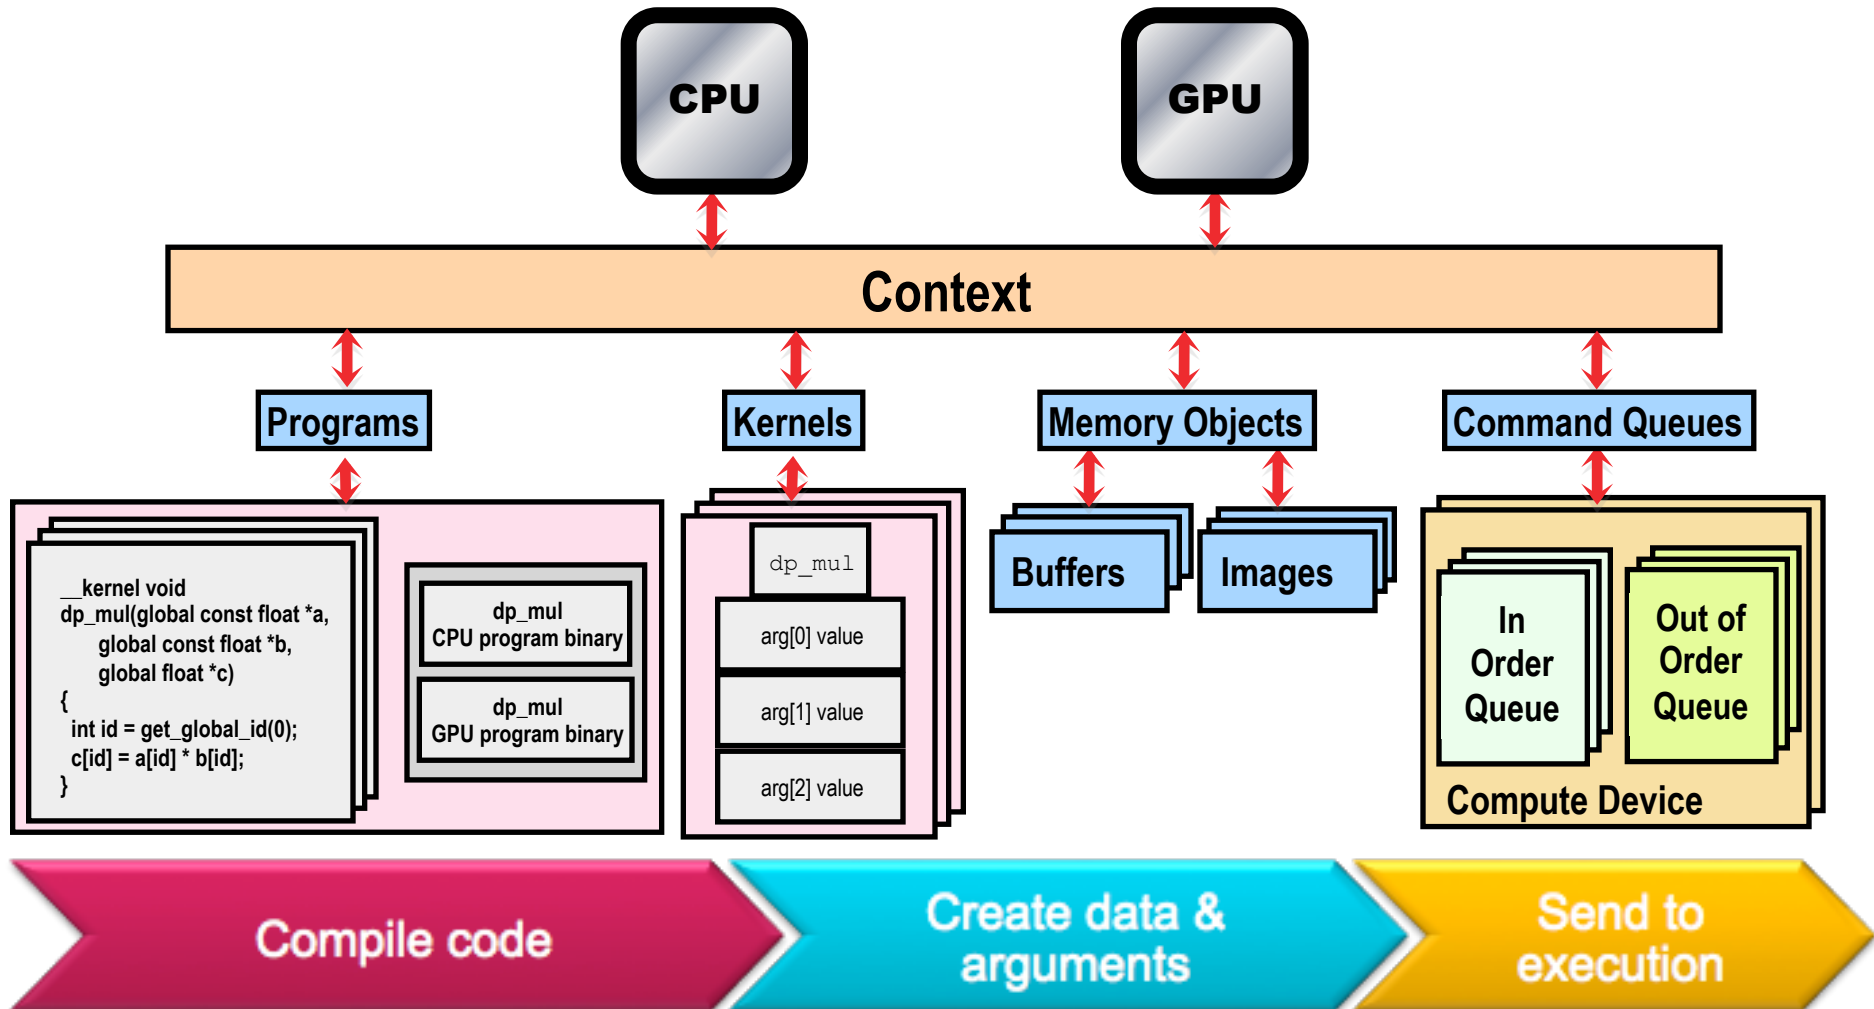 CPU
GPU
Context
Programs
Kernels
Memory Objects
Command Queues
__kernel void
dp_mul(global const float *a,
global const float *b,
global float *c)
{
int id = get_global_id(0);
c[id] = a[id] * b[id];
}
dp_mul
CPU program binary
dp_mul
GPU program binary
dp_mul
arg[0] value
arg[1] value
arg[2] value
Buffers
Images
In
Order
Queue
Out of
Order
Queue
Compute Device
Compile code
Create data &
arguments
Send to
execution